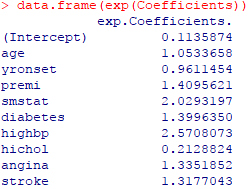 > data.frame(exp(Coefficients))
exp.Coefficients.
(Intercept) 0.1135874
age 1.0533658
yronset 0.9611454
premi 1.4095621
smstat 2.0293197
diabetes 1.3996350
highbp 2.5708073
hichol 0.2128824
angina 1.3351852
stroke 1.3177043